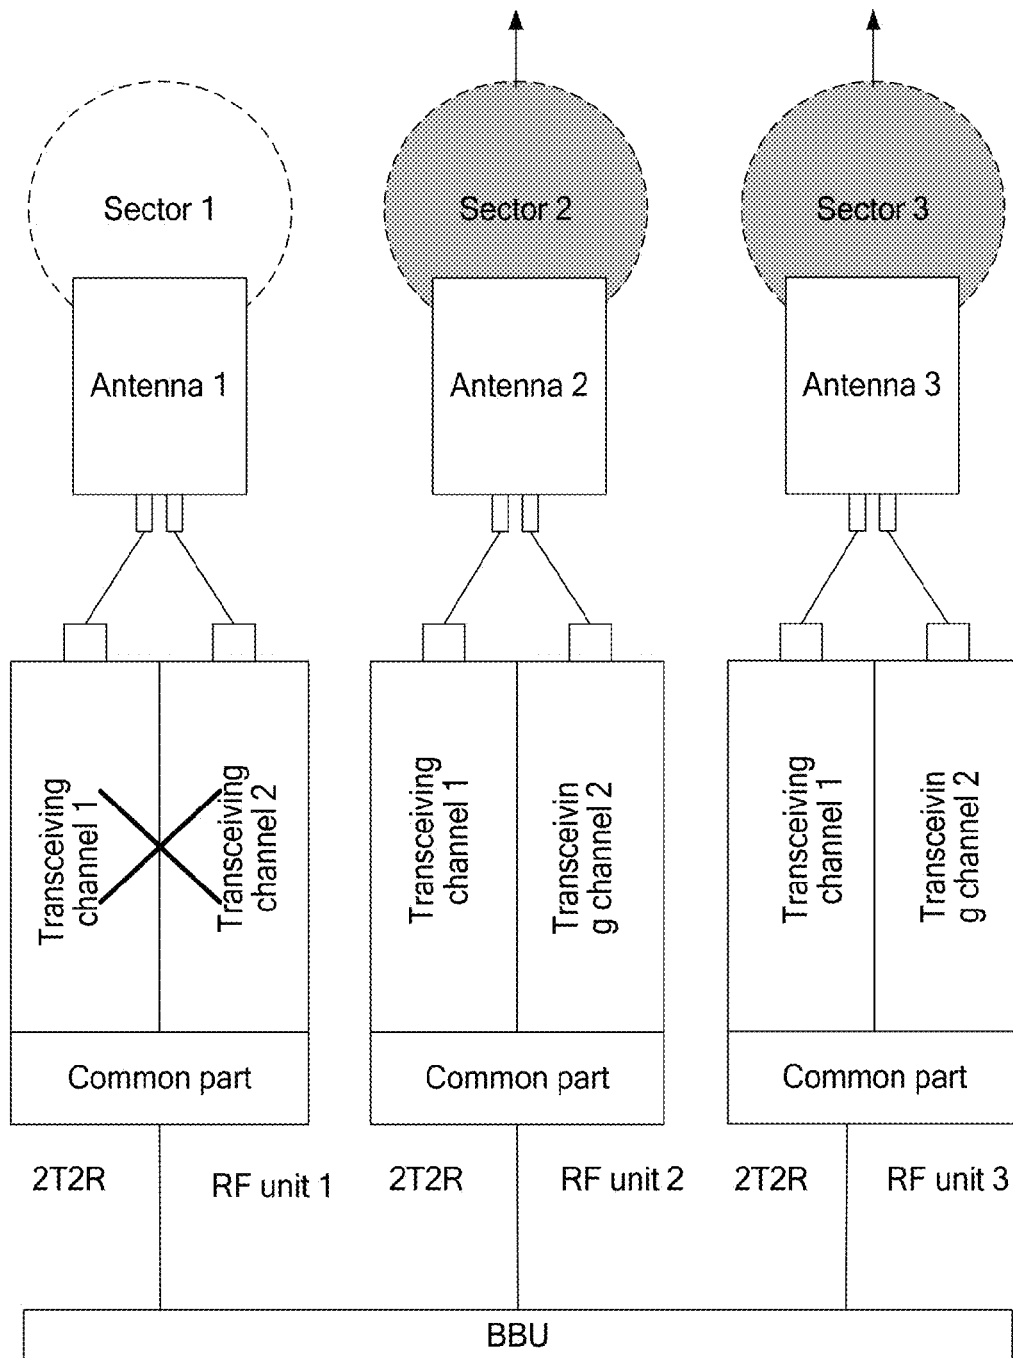 Sector 1
Sector 2
Sector 3
Antenna 1
Antenna 2
Antenna 3
Transceiving
channel 1
Transceiving
channel 2
Transceiving
channel 1
Transceivin
g channel 2
Transceiving
channel 1
Transceivin
g channel 2
Common part
Common part
Common part
2T2R
RF unit 1
2T2R
RF unit 2
2T2R
RF unit 3
BBU